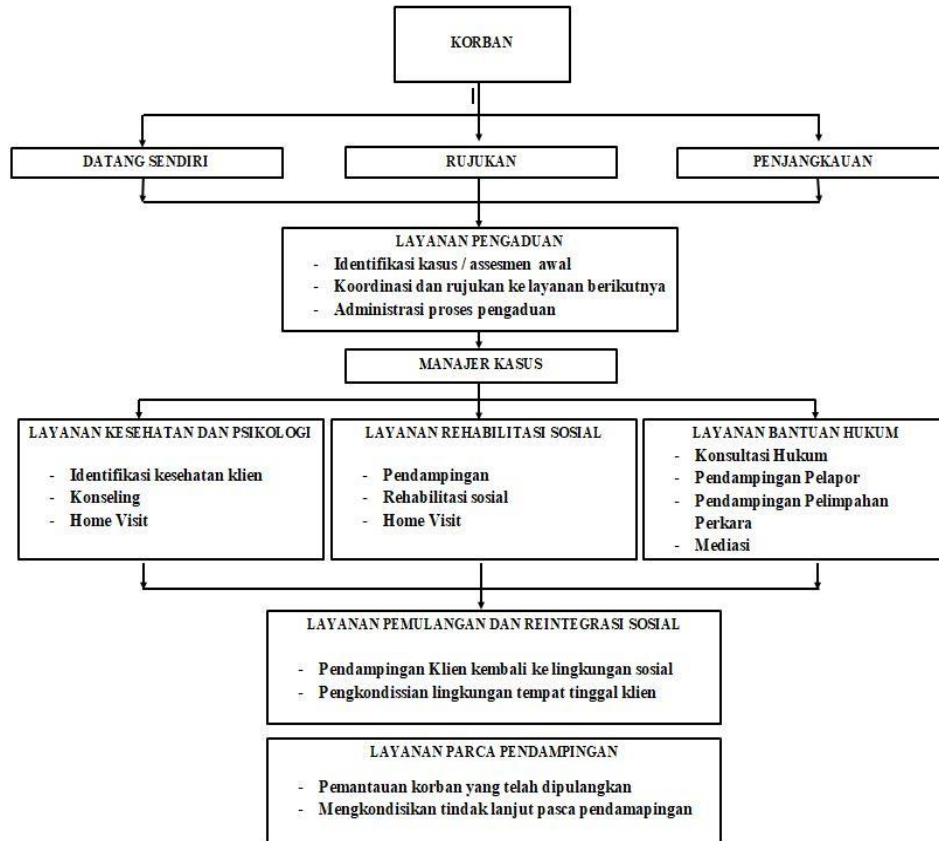 KORBAN
DATANG SENDIRI
RUJUKAN
PENJANGKAUAN
LAYANAN PENGADUAN
- Identifikasi kasus / assesmen awal
- Koordinasi dan rujukan ke layanan berikutnya
- Administrasi proses pengaduan
MANAJER KASUS
LAYANAN KESEHATAN DAN PSIKOLOGI
- Identifikasi kesehatan klien
- Konseling
- Home Visit
LAYANAN REHABILITASI SOSIAL
- Pendampingan
- Rehabilitasi sosial
- Home Visit
LAYANAN BANTUAN HUKUM
- Konsultasi Hukum
- Pendampingan Pelapor
- Pendampingan Pelimpahan
Perkara
- Mediasi
LAYANAN PEMULANGAN DAN REINTEGRASI SOSIAL
- Pendampingan Klien kembali ke lingkungan sosial
- Pengkondissian lingkungan tempat tinggal klien
LAYANAN PARCA PENDAMPINGAN
- Pemantauan korban yang telah dipulangkan
- Mengkondisikan tindak lanjut pasca pendamapingan